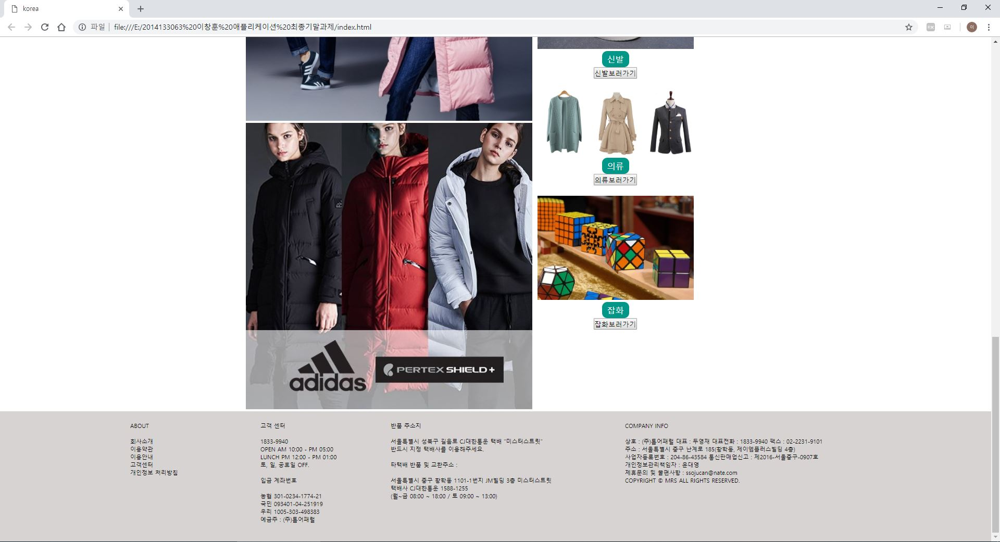 korea
파일
file:///E:/2014133063%20이창훈%20애플리케이션%20최종기말과제/index.html
이
신발
신발보러가기
의류
의류보러가기
잡화
잡화보러가기
adidas
PERTEX SHIELD+
ABOUT
회사소개
이용약관
이용안내
고객센터
개인정보 처리방침
고객 센터
1833-9940
OPEN AM 10:00 - PM 05:00
LUNCH PM 12:00 - PM 01:00
토, 일, 공휴일 OFF.
입금 계좌번호
농협 301-0234-1774-21
국민 093401-04-251919
우리 1005-303-498383
예금주 : (주)톰어패럴
반품 주소지
서울특별시 성북구 길음로 CJ대한통운 택배 "미스터스트릿"
반드시 지정 택배사를 이용해주세요.
타택배 반품 및 교환주소 :
서울특별시 중구 황학동 1101-1번지 JM빌딩 3층 미스터스트릿
택배사 CJ대한통운 1588-1255
(월~금 08:00 ~ 18:00 / 토 09:00 ~ 13:00)
COMPANY INFO
상호 : (주)톰어패럴 대표 : 두영재 대표전화 : 1833-9940 팩스 : 02-2231-9101
주소 : 서울특별시 중구 난계로 185(황학동, 제이엠플러스빌딩 4층)
사업자등록번호 : 204-86-43584 통신판매업신고 : 제2016-서울중구-0907호
개인정보관리책임자 : 윤대영
제휴문의 및 불편사항 : ssojucan@nate.com
COPYRIGHT © MRS ALL RIGHTS RESERVED.